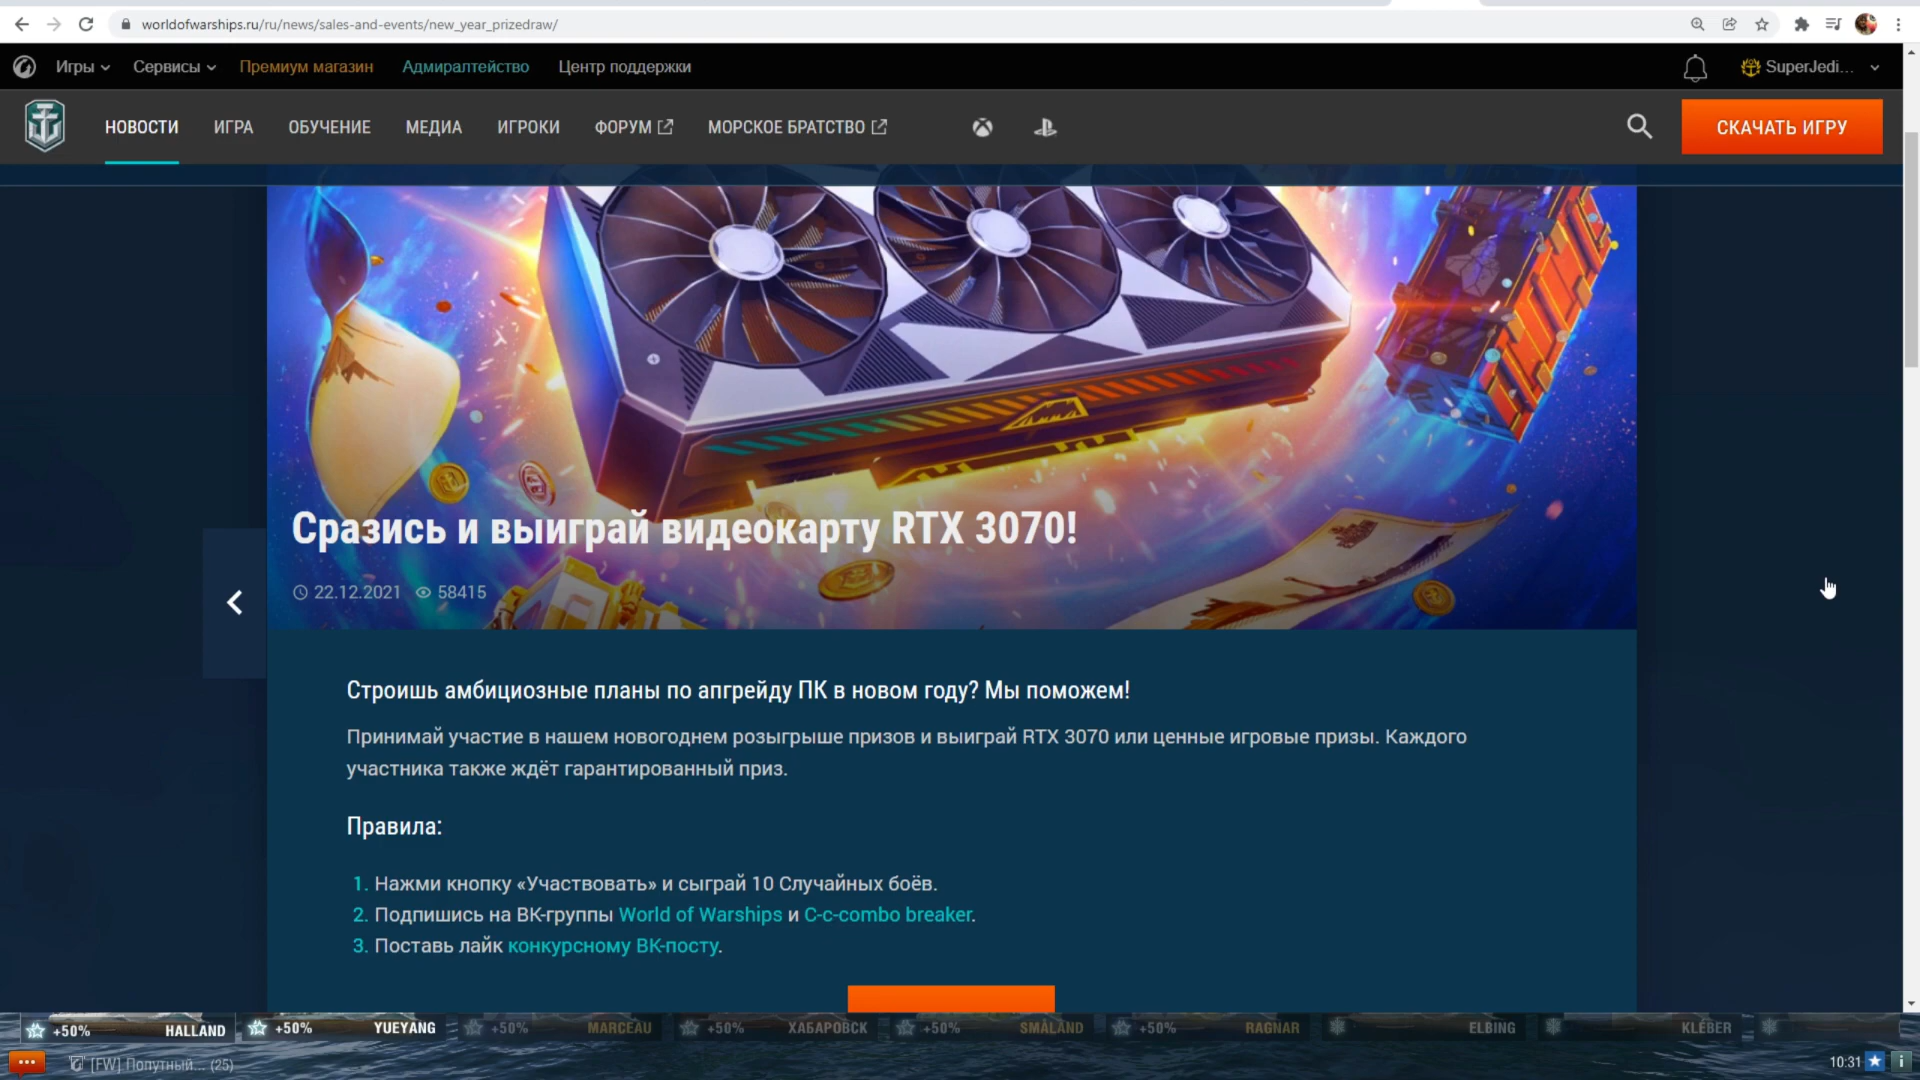 worldofwarships.ru/ru/news/sales-and-events/new_year_prizedraw/
Игры Сервисы Премиум магазин Адмиралтейство Центр поддержки SuperJedi...
НОВОСТИ ИГРА ОБУЧЕНИЕ МЕДИА ИГРОКИ ФОРУМ МОРСКОЕ БРАТСТВО СКАЧАТЬ ИГРУ
Сразись и выиграй видеокарту RTX 3070!
22.12.2021 58415
Строишь амбициозные планы по апгрейду ПК в новом году? Мы поможем!
Принимай участие в нашем новогоднем розыгрыше призов и выиграй RTX 3070 или ценные игровые призы. Каждого
участника также ждёт гарантированный приз.
Правила:
1. Нажми кнопку «Участвовать» и сыграй 10 Случайных боёв.
2. Подпишись на ВК-группы World of Warships и C-c-combo breaker.
3. Поставь лайк конкурсному ВК-посту.
+50% HALLAND +50% YUEYANG +50% MARCEAU +50% ХАБАРОВСК +50% SMÅLAND +50% RAGNAR ELBING KLÉBER
[FW] Попутный... (25) 10:31